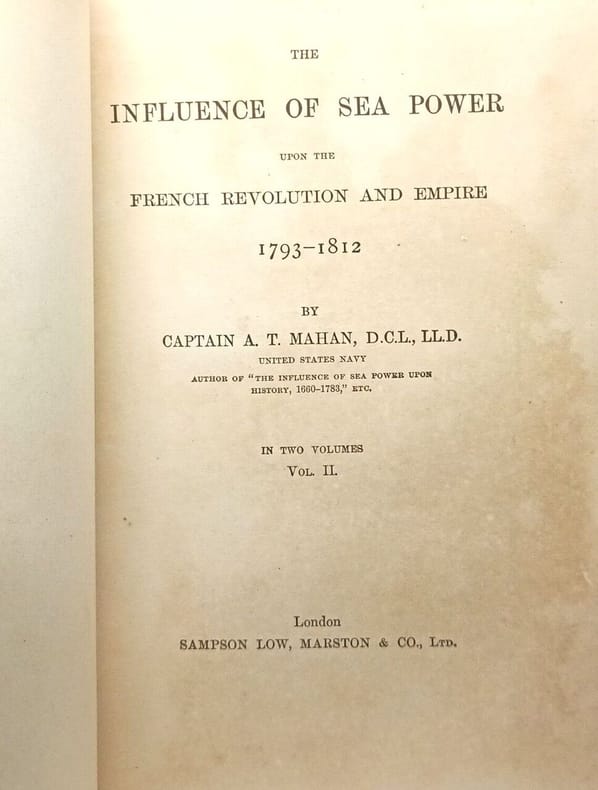 THE
INFLUENCE OF SEA POWER
UPON THE
FRENCH REVOLUTION AND EMPIRE
1793–1812
BY
CAPTAIN A. T. MAHAN, D.C.L., LL.D.
UNITED STATES NAVY
AUTHOR OF "THE INFLUENCE OF SEA POWER UPON
HISTORY, 1660–1783," ETC.
IN TWO VOLUMES
VOL. II.
London
SAMPSON LOW, MARSTON & CO., LTD.